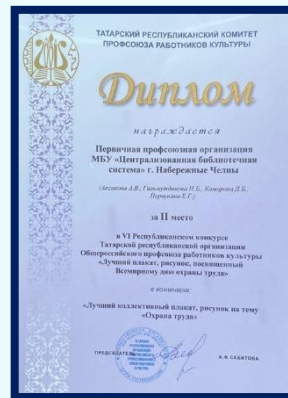 ТАТАРСКИЙ РЕСПУБЛИКАНСКИЙ КОМИТЕТ
ПРОФСОЮЗА РАБОТНИКОВ КУЛЬТУРЫ
Диплом
награждается
Первичная профсоюзная организация
МБУ «Централизованная библиотечная
система» г. Набережные Челны
за II место
в VI Республиканском конкурсе
Татарской республиканской организации
Общероссийского профсоюза работников культуры
«Лучший плакат, рисунок, посвященный
Всемирному дню охраны труда»
в номинации:
«Лучший коллективный плакат, рисунок на тему
«Охрана труда»
ПРЕДСЕДАТЕЛЬ
А.Ф.САБИТОВА